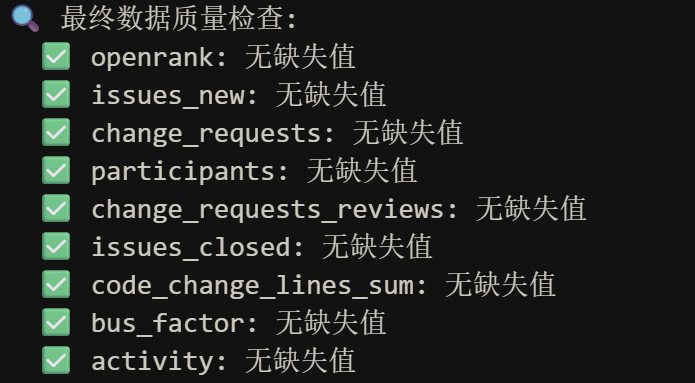 🔍 最终数据质量检查:
✅ openrank: 无缺失值
✅ issues_new: 无缺失值
✅ change_requests: 无缺失值
✅ participants: 无缺失值
✅ change_requests_reviews: 无缺失值
✅ issues_closed: 无缺失值
✅ code_change_lines_sum: 无缺失值
✅ bus_factor: 无缺失值
✅ activity: 无缺失值